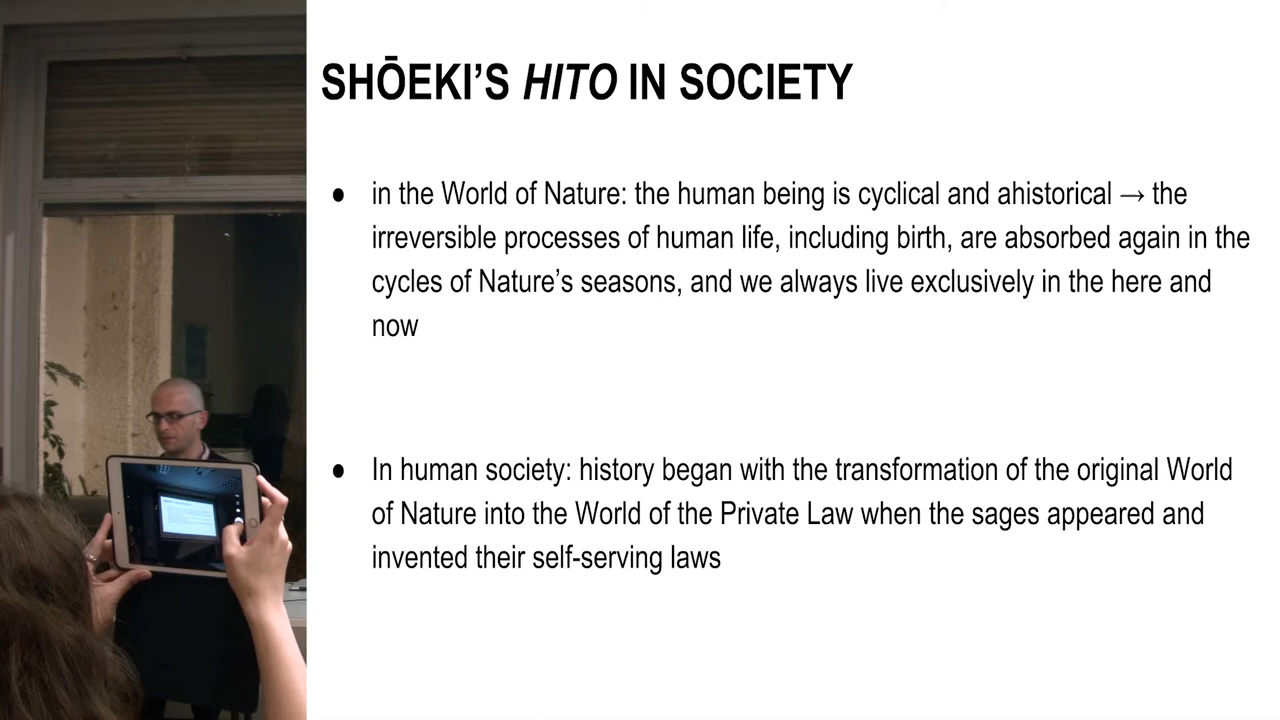 SHŌEKI’S HITO IN SOCIETY
● in the World of Nature: the human being is cyclical and ahistorical → the
irreversible processes of human life, including birth, are absorbed again in the
cycles of Nature’s seasons, and we always live exclusively in the here and
now
● In human society: history began with the transformation of the original World
of Nature into the World of the Private Law when the sages appeared and
invented their self-serving laws